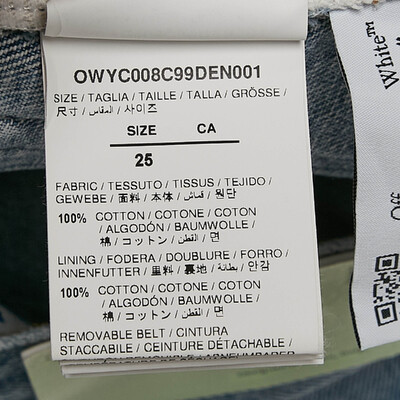 OWYC008C99DEN001
SIZE / TAGLIA / TAILLE / TALLA / GRÖSSE /
尺寸 / المقاس / サイズ / 사이즈
SIZE CA
25
FABRIC / TESSUTO / TISSUS / TEJIDO /
GEWEBE / 面料 / 本体 / قماش / 원단
100% COTTON / COTONE / COTON
/ ALGODÓN / BAUMWOLLE /
棉 / コットン / القطن / 면
LINING / FODERA / DOUBLURE / FORRO /
INNENFUTTER / 里料 / 裏地 / بطانة / 안감
100% COTTON / COTONE / COTON
/ ALGODÓN / BAUMWOLLE /
棉 / コットン / القطن / 면
REMOVABLE BELT / CINTURA
STACCABILE / CEINTURE DÉTACHABLE /
White™
Off